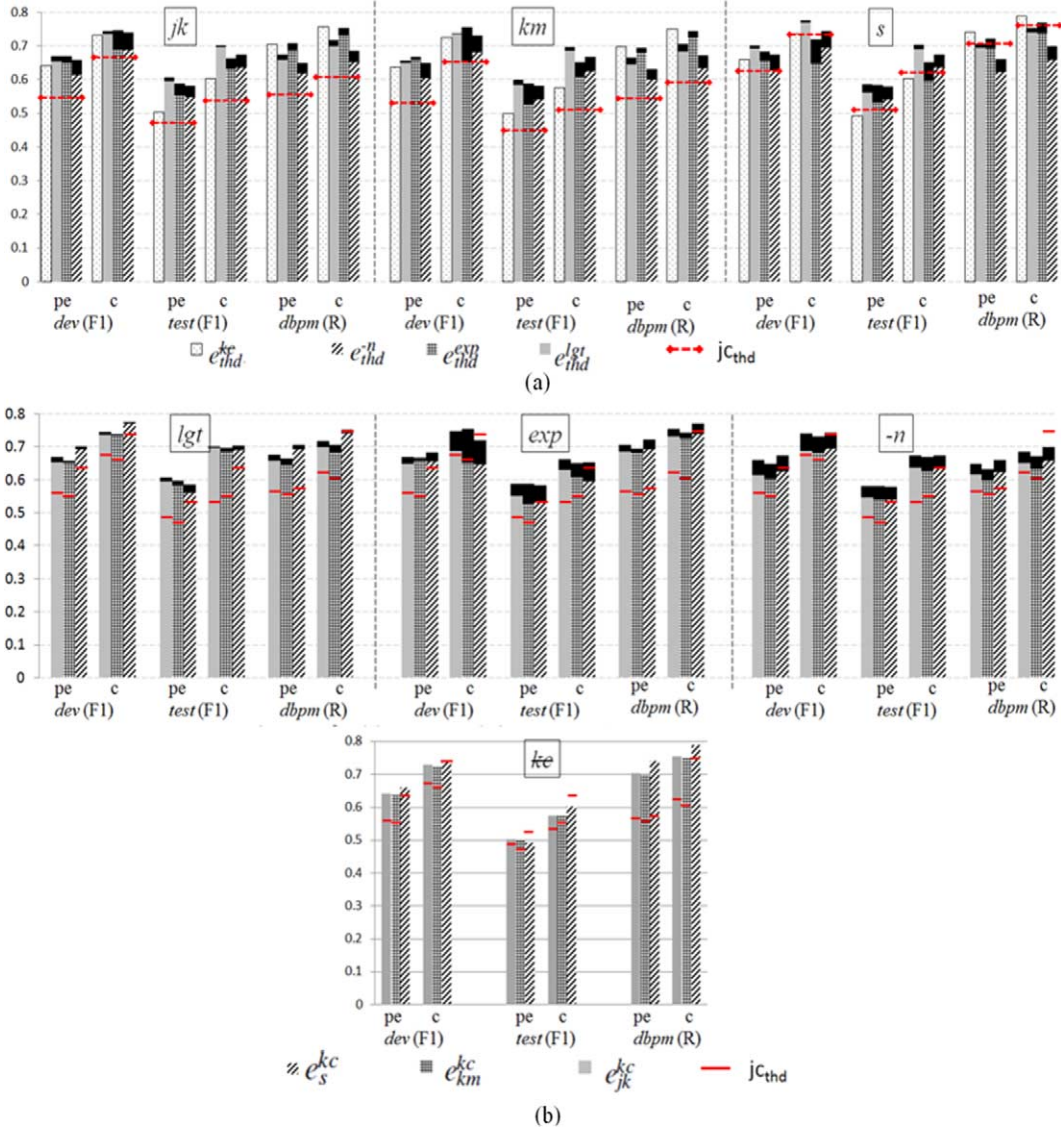 jk km s
0.8
0.7
0.6
0.5
0.4
0.3
0.2
0.1
0
pe c pe c pe c pe c pe c pe c pe c pe c pe c
dev (F1) test (F1) dbpm (R) dev (F1) test (F1) dbpm (R) dev (F1) test (F1) dbpm (R)
e_thd^ke e_thd^-n e_thd^exp e_thd^lgt jc_thd
(a)
lgt exp -n
0.8
0.7
0.6
0.5
0.4
0.3
0.2
0.1
0
pe c pe c pe c pe c pe c pe c pe c pe c pe c
dev (F1) test (F1) dbpm (R) dev (F1) test (F1) dbpm (R) dev (F1) test (F1) dbpm (R)
ke
0.8
0.7
0.6
0.5
0.4
0.3
0.2
0.1
0
pe c pe c pe c
dev (F1) test (F1) dbpm (R)
e_s^kc e_km^kc e_jk^kc jc_thd
(b)